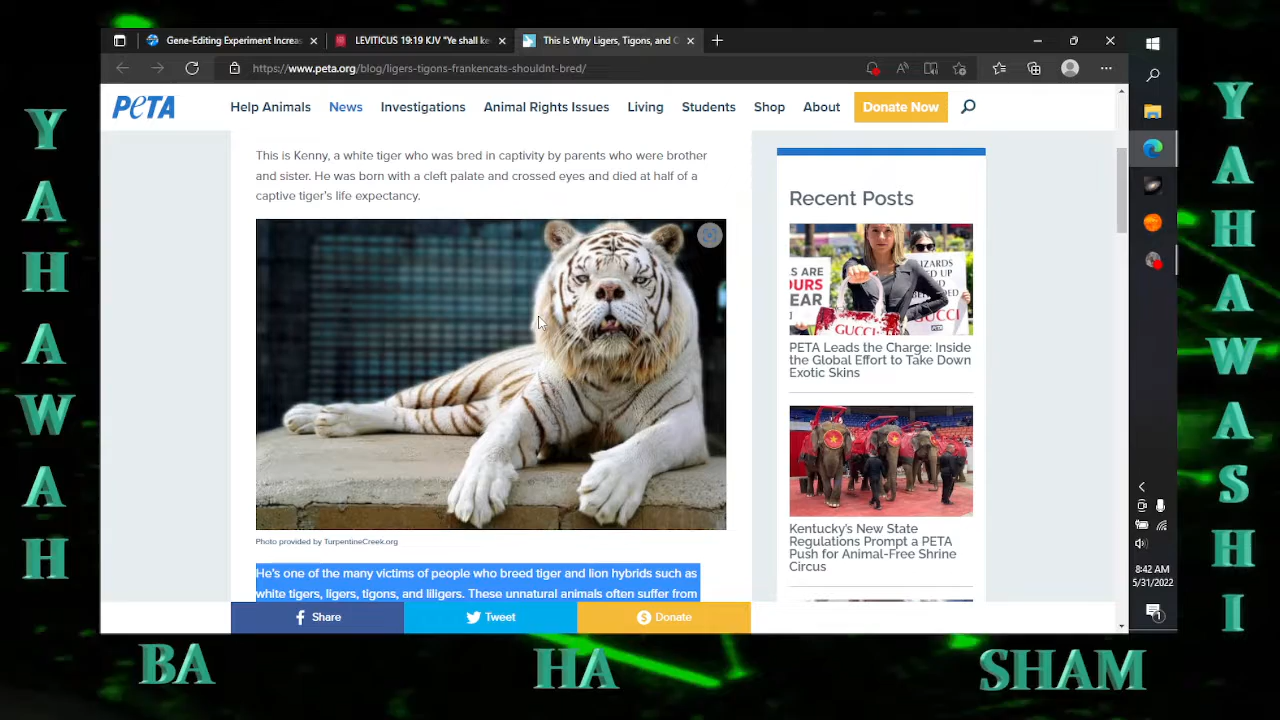 Gene-Editing Experiment Increas
LEVITICUS 19:19 KJV "Ye shall ke
This Is Why Ligers, Tigons, and O
https://www.peta.org/blog/ligers-tigons-frankencats-shouldnt-bred/
PETA
Help Animals
News
Investigations
Animal Rights Issues
Living
Students
Shop
About
Donate Now
This is Kenny, a white tiger who was bred in captivity by parents who were brother
and sister. He was born with a cleft palate and crossed eyes and died at half of a
captive tiger's life expectancy.
Photo provided by TurpentineCreek.org
He's one of the many victims of people who breed tiger and lion hybrids such as
white tigers, ligers, tigons, and liligers. These unnatural animals often suffer from
Share
Tweet
Donate
Recent Posts
GUCCI
GUCCI
PETA Leads the Charge: Inside
the Global Effort to Take Down
Exotic Skins
Kentucky's New State
Regulations Prompt a PETA
Push for Animal-Free Shrine
Circus
8:42 AM
5/31/2022
YAHAWAH
YAHAWASHI
BA
HA
SHAM